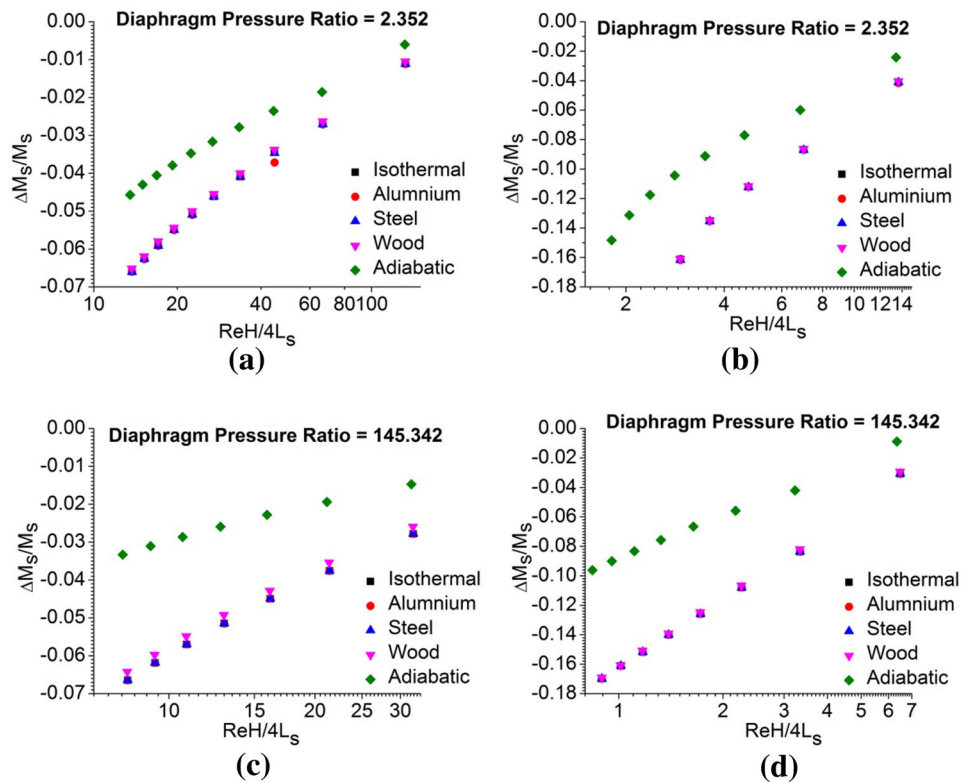 Diaphragm Pressure Ratio = 2.352
0.00
-0.01
-0.02
-0.03
-0.04
-0.05
-0.06
-0.07
ΔMs/Ms
Isothermal
Alumnium
Steel
Wood
Adiabatic
10
20
40
60
80
100
ReH/4Ls
(a)
Diaphragm Pressure Ratio = 2.352
0.00
-0.02
-0.04
-0.06
-0.08
-0.10
-0.12
-0.14
-0.16
-0.18
ΔMs/Ms
Isothermal
Aluminium
Steel
Wood
Adiabatic
2
4
6
8
10
12
14
ReH/4Ls
(b)
Diaphragm Pressure Ratio = 145.342
0.00
-0.01
-0.02
-0.03
-0.04
-0.05
-0.06
-0.07
ΔMs/Ms
Isothermal
Alumnium
Steel
Wood
Adiabatic
10
15
20
25
30
ReH/4Ls
(c)
Diaphragm Pressure Ratio = 145.342
0.00
-0.02
-0.04
-0.06
-0.08
-0.10
-0.12
-0.14
-0.16
-0.18
ΔMs/Ms
Isothermal
Aluminium
Steel
Wood
Adiabatic
1
2
3
4
5
6
7
ReH/4Ls
(d)